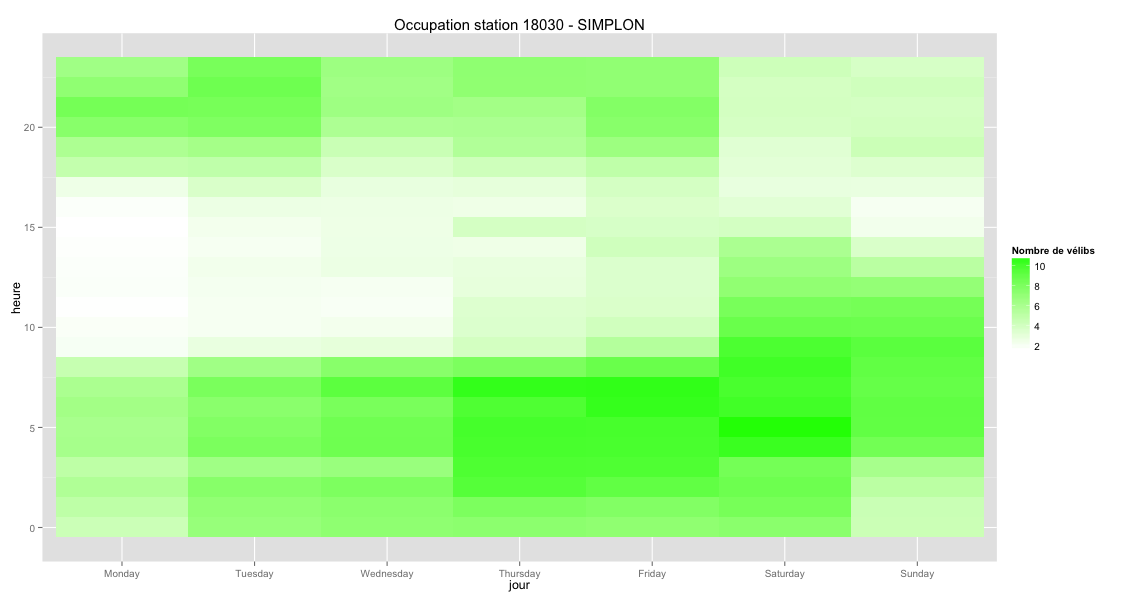 Occupation station 18030 - SIMPLON
heure
20
15
10
5
0
Monday Tuesday Wednesday Thursday Friday Saturday Sunday
jour
Nombre de vélibs
10
8
6
4
2